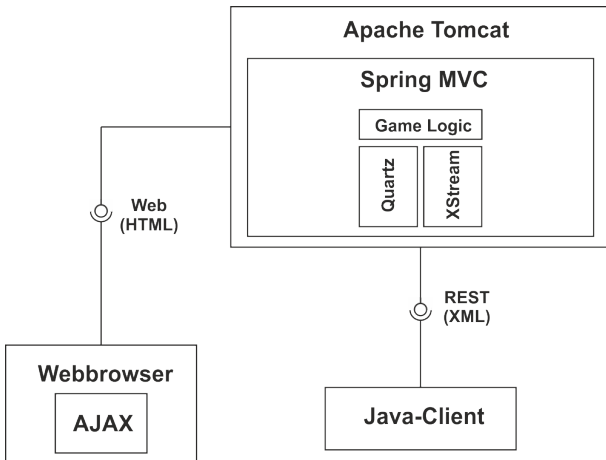 Apache Tomcat
Spring MVC
Game Logic
Quartz
XStream
Web
(HTML)
REST
(XML)
Webbrowser
AJAX
Java-Client